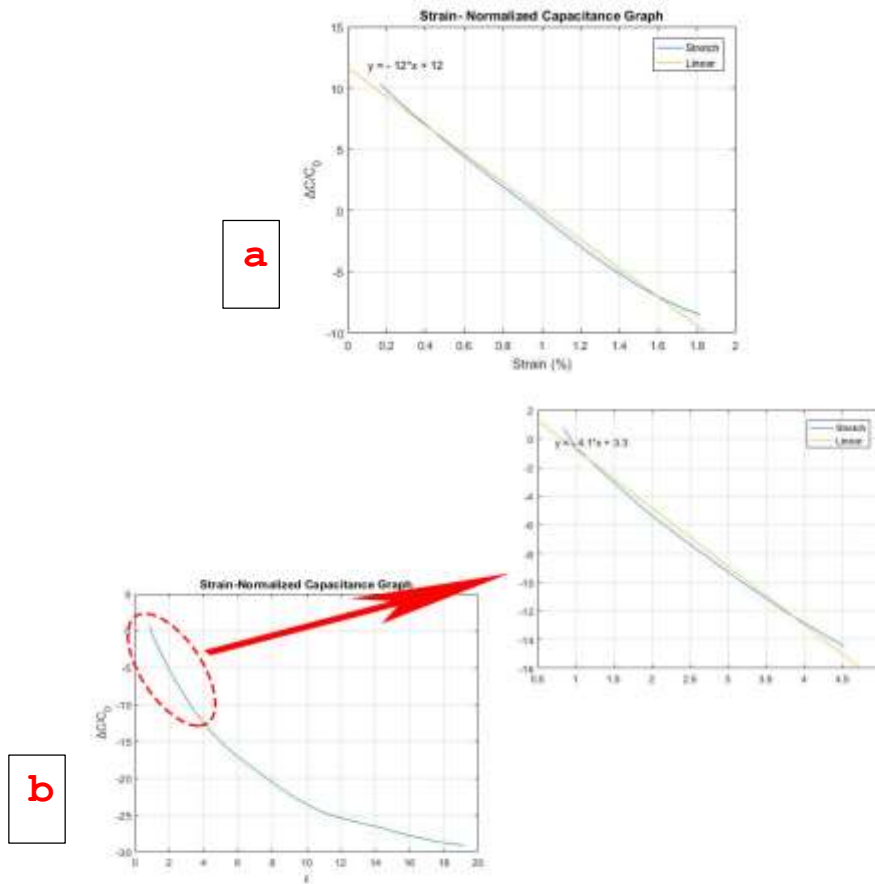 Strain- Normalized Capacitance Graph
15
10
5
0
-5
-10
ΔC/C0
y = - 12*x + 12
Stretch
Linear
0 0.2 0.4 0.6 0.8 1 1.2 1.4 1.6 1.8 2
Strain (%)
a
2
0
-2
-4
-6
-8
-10
-12
-14
-16
y = - 4.1*x + 3.3
Stretch
Linear
0.5 1 1.5 2 2.5 3 3.5 4 4.5
Strain-Normalized Capacitance Graph
-5
-10
-15
-20
-25
-30
ΔC/C0
0 2 4 6 8 10 12 14 16 18 20
b